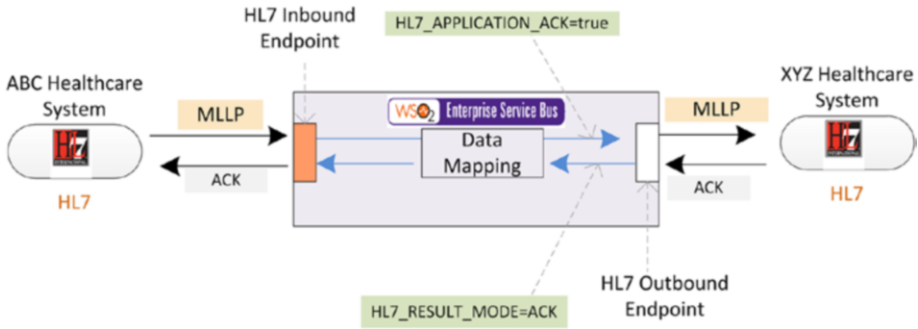 HL7 Inbound
Endpoint
HL7_APPLICATION_ACK=true
ABC Healthcare
System
XYZ Healthcare
System
MLLP
WSO2 Enterprise Service Bus
MLLP
HL7
Data
Mapping
HL7
ACK
ACK
HL7
HL7
HL7 Outbound
Endpoint
HL7_RESULT_MODE=ACK